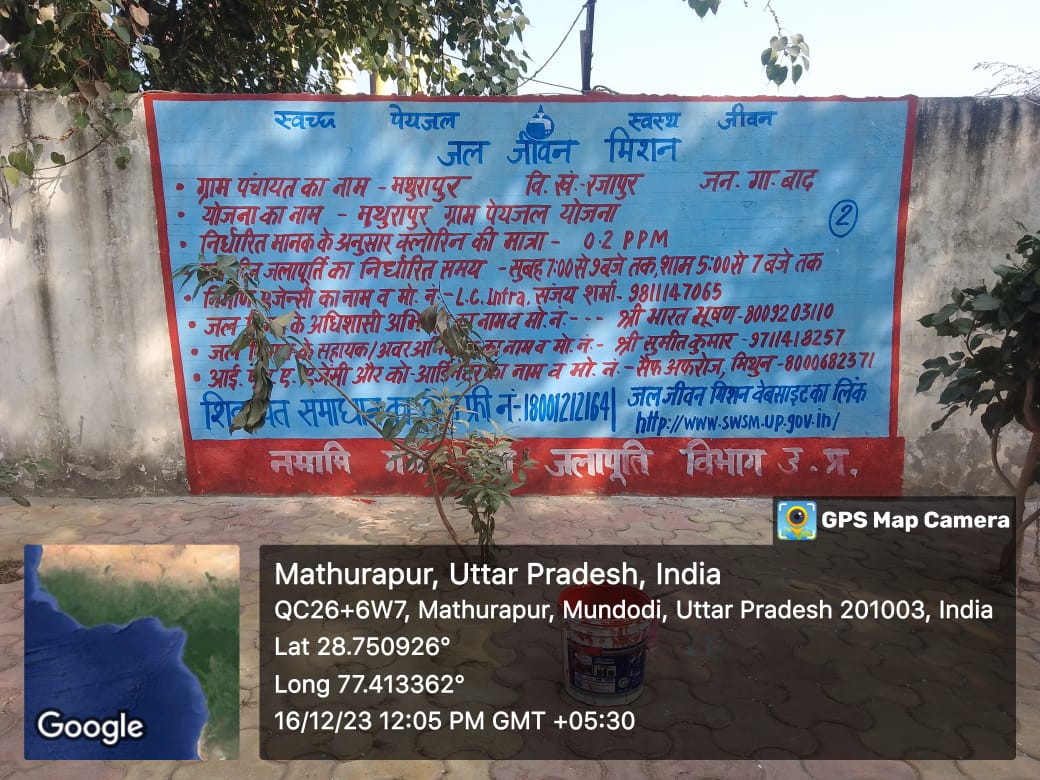 स्वच्छ पेयजल स्वस्थ जीवन
जल जीवन मिशन
• ग्राम पंचायत का नाम - मथुरापुर वि. खं.-रजापुर जन. गा. बाद
• योजना का नाम - मथुरापुर ग्राम पेयजल योजना
2
• निर्धारित मानक के अनुसार क्लोरिन की मात्रा - 0.2 PPM
जलापूर्ति का निर्धारित समय - सुबह 7:00 से 9 बजे तक, शाम 5:00 से 7 बजे तक
• का नाम व मो. नं.- L.C. Infra, संजय शर्मा- 9811147065
• जल के अधिशासी का नाम व मो.नं.--- श्री भारत भूषण-8009203110
• जल के सहायक/अवर का नाम व मो. नं.- श्री सुमीत कुमार - 9711418257
• आई. ए. और को-आर्डिनेटर का नाम व मो. नं.- सैफ अफरोज, मिथुन-8000682371
समाधान नं.-18001212164
जल जीवन मिशन वेबसाइट का लिंक
http://www.swsm.up.gov.in/
नमामि जलापूर्ति विभाग उ. प्र.
GPS Map Camera
Mathurapur, Uttar Pradesh, India
QC26+6W7, Mathurapur, Mundodi, Uttar Pradesh 201003, India
Lat 28.750926°
Long 77.413362°
16/12/23 12:05 PM GMT +05:30
Google